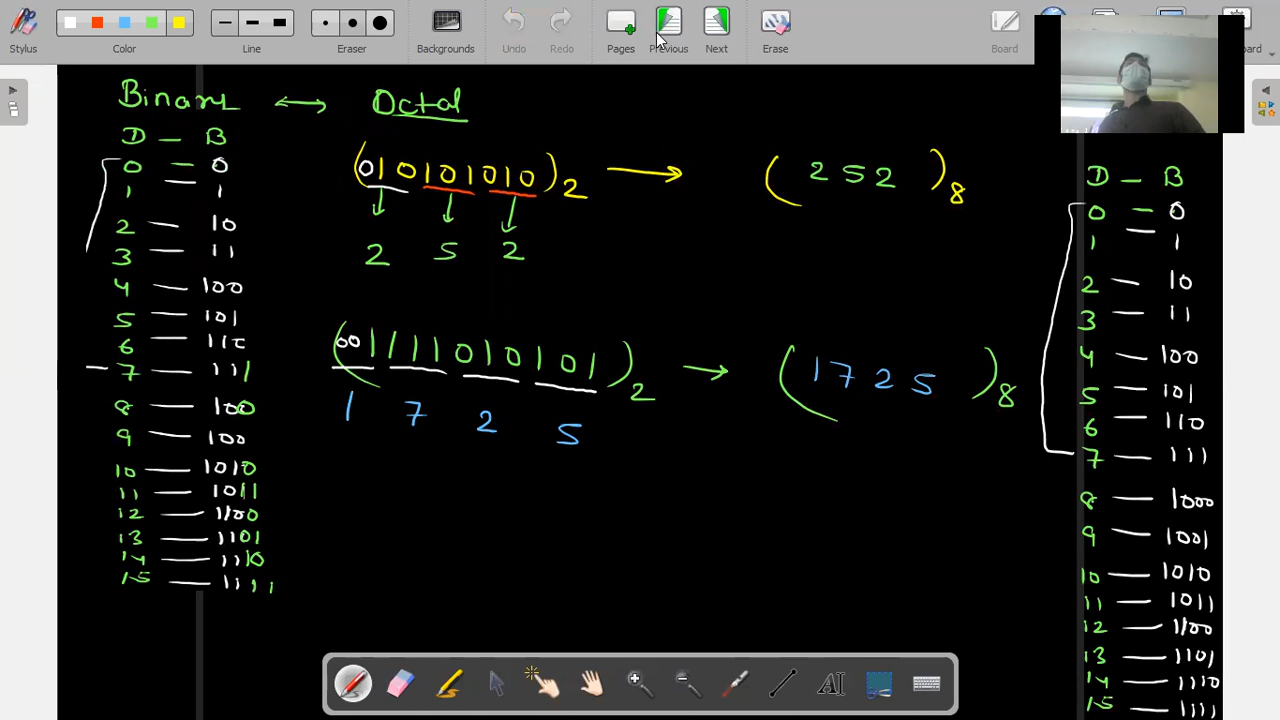 Stylus Color Line Eraser Backgrounds Undo Redo Pages Previous Next Erase Board
Binary ↔ Octal
D – B
0 – 0
1 – 1
2 – 10
3 – 11
4 – 100
5 – 101
6 – 110
7 – 111
8 – 100
9 – 100
10 – 1010
11 – 1011
12 – 1100
13 – 1101
14 – 1110
15 – 1111
(010101010)2 → (252)8
2 5 2
(001111010101)2 → (1725)8
1 7 2 5
D – B
0 – 0
1 – 1
2 – 10
3 – 11
4 – 100
5 – 101
6 – 110
7 – 111
8 – 1000
9 – 1001
10 – 1010
11 – 1011
12 – 1100
13 – 1101
14 – 1110
15 – 1111
AI